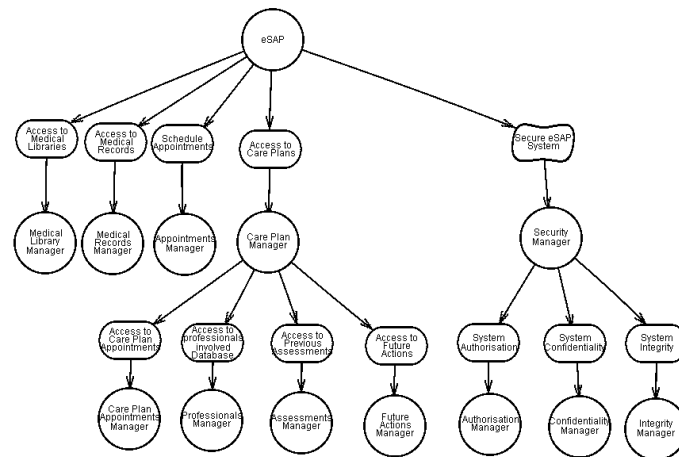 eSAP
Access to
Medical
Libraries
Access to
Medical
Records
Schedule
Appointments
Access to
Care Plans
Secure eSAP
System
Medical
Library
Manager
Medical
Records
Manager
Appointments
Manager
Care Plan
Manager
Security
Manager
Access to
Care Plan
Appointments
Access to
professionals
involved
Database
Access to
Previous
Assessments
Access to
Future
Actions
System
Authorisation
System
Confidentiality
System
Integrity
Care Plan
Appointments
Manager
Professionals
Manager
Assessments
Manager
Future
Actions
Manager
Authorisation
Manager
Confidentiality
Manager
Integrity
Manager